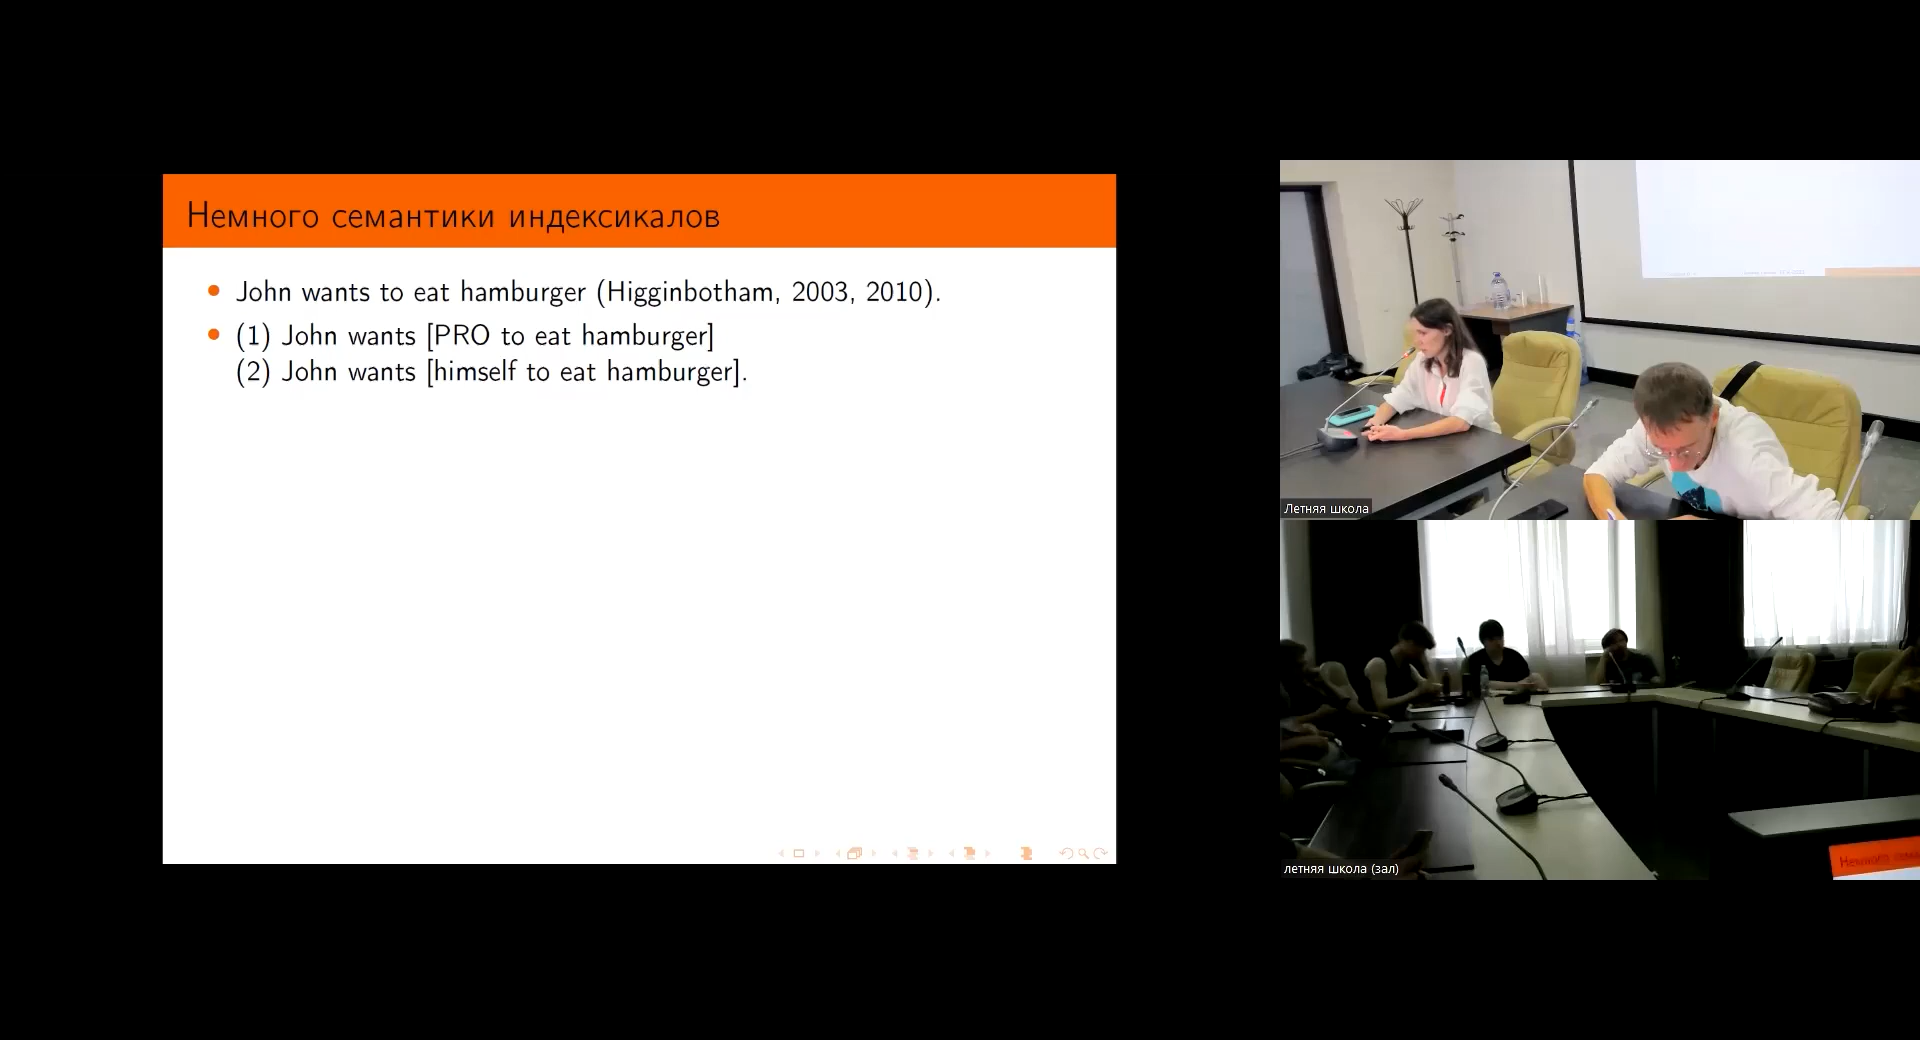 Немного семантики индексикалов
John wants to eat hamburger (Higginbotham, 2003, 2010).
(1) John wants [PRO to eat hamburger]
(2) John wants [himself to eat hamburger].
Летняя школа
летняя школа (зал)